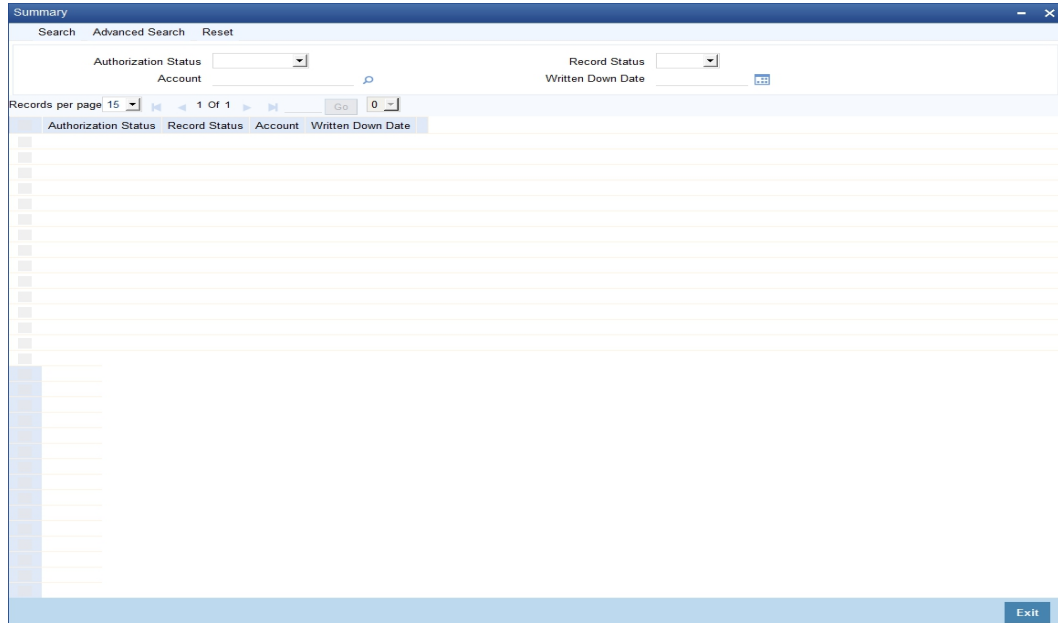 Summary
Search Advanced Search Reset
Authorization Status Record Status
Account Written Down Date
Records per page 15 1 Of 1 Go 0
Authorization Status Record Status Account Written Down Date
Exit